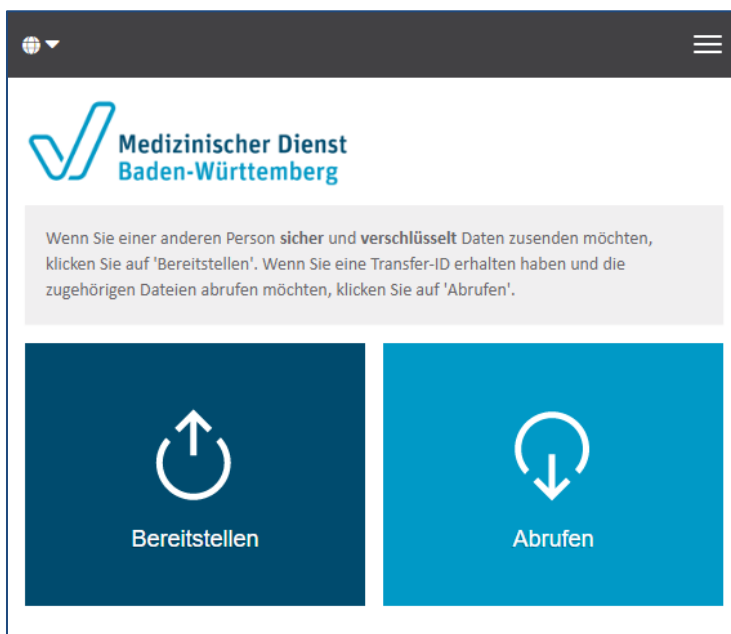 Medizinischer Dienst
Baden-Württemberg
Wenn Sie einer anderen Person sicher und verschlüsselt Daten zusenden möchten,
klicken Sie auf 'Bereitstellen'. Wenn Sie eine Transfer-ID erhalten haben und die
zugehörigen Dateien abrufen möchten, klicken Sie auf 'Abrufen'.
Bereitstellen
Abrufen